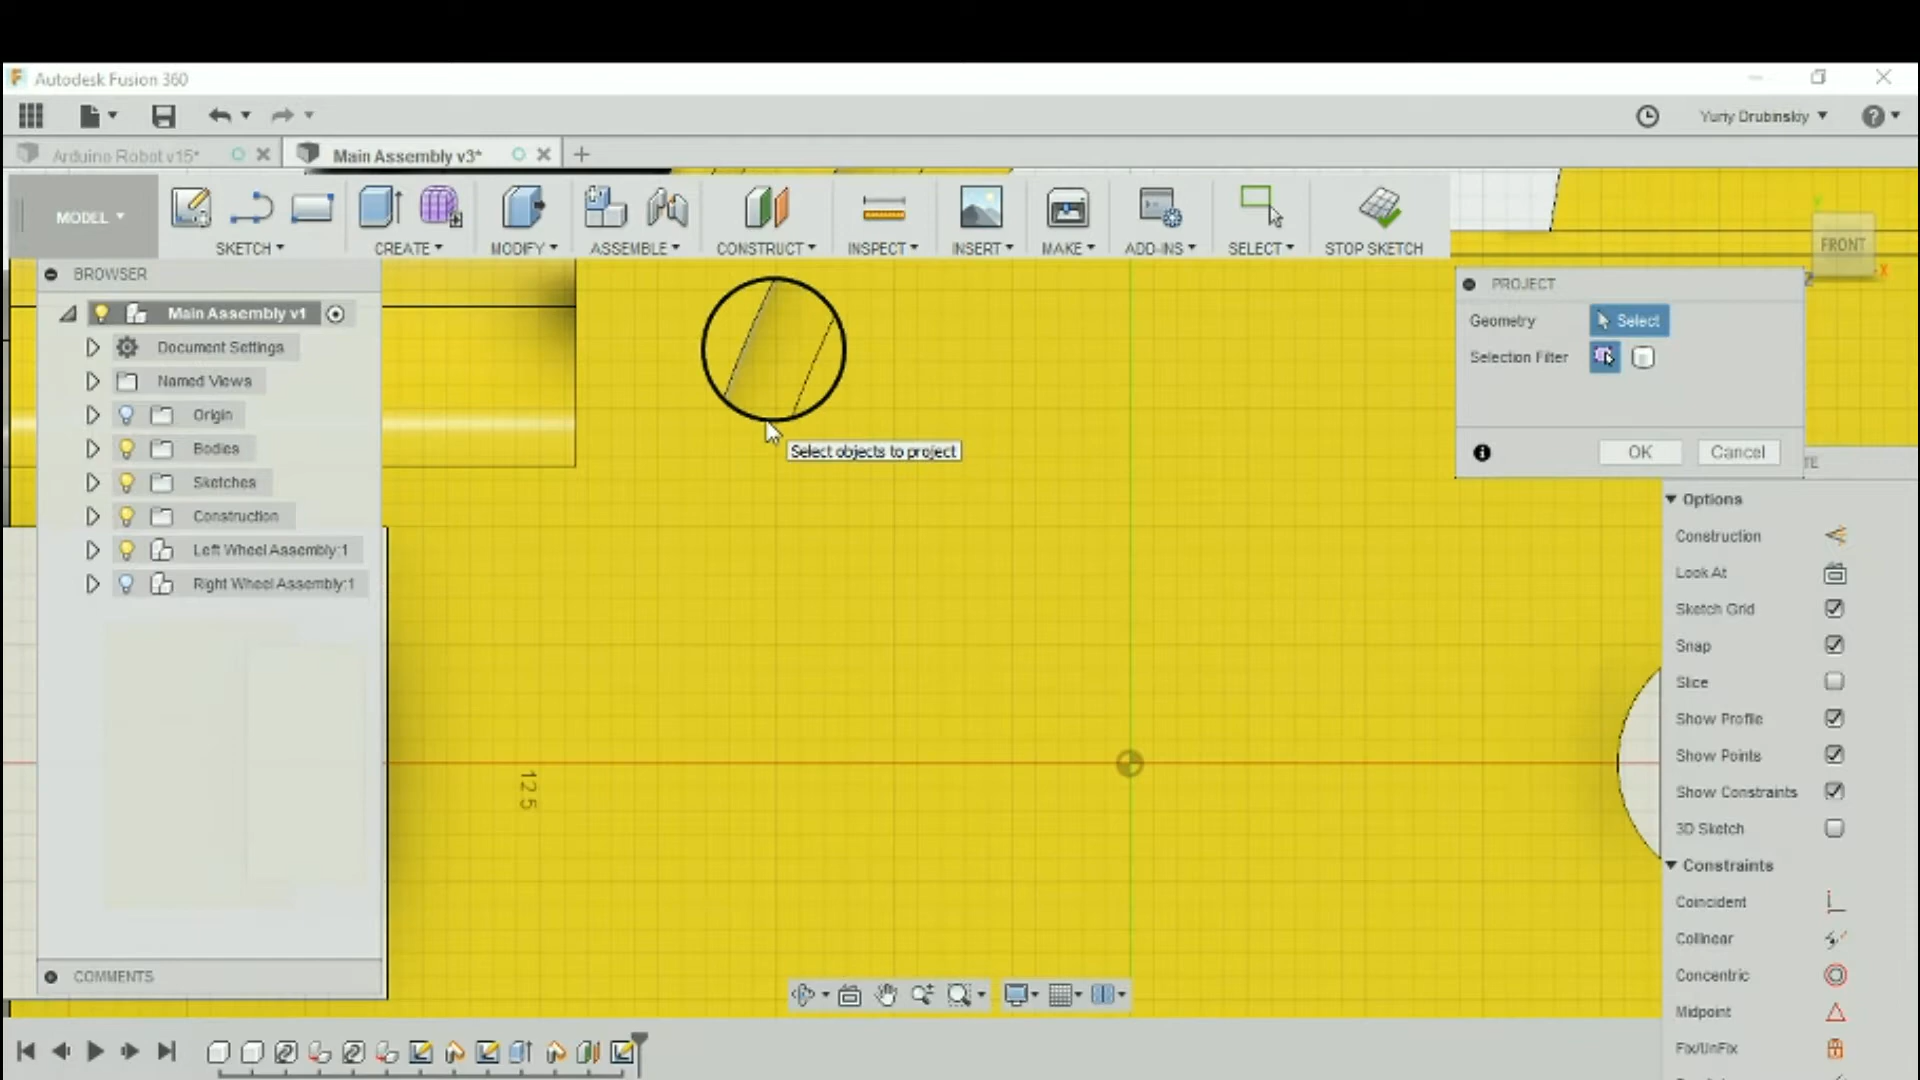 Autodesk Fusion 360
Yuriy Drubinskiy
Arduino Robot v15*
Main Assembly v3*
MODEL
SKETCH
CREATE
MODIFY
ASSEMBLE
CONSTRUCT
INSPECT
INSERT
MAKE
ADD-INS
SELECT
STOP SKETCH
FRONT
X
BROWSER
Main Assembly v1
Document Settings
Named Views
Origin
Bodies
Sketches
Construction
Left Wheel Assembly:1
Right Wheel Assembly:1
COMMENTS
Select objects to project
12.5
PROJECT
Geometry
Select
Selection Filter
OK
Cancel
TE
Options
Construction
Look At
Sketch Grid
Snap
Slice
Show Profile
Show Points
Show Constraints
3D Sketch
Constraints
Coincident
Collinear
Concentric
Midpoint
Fix/UnFix